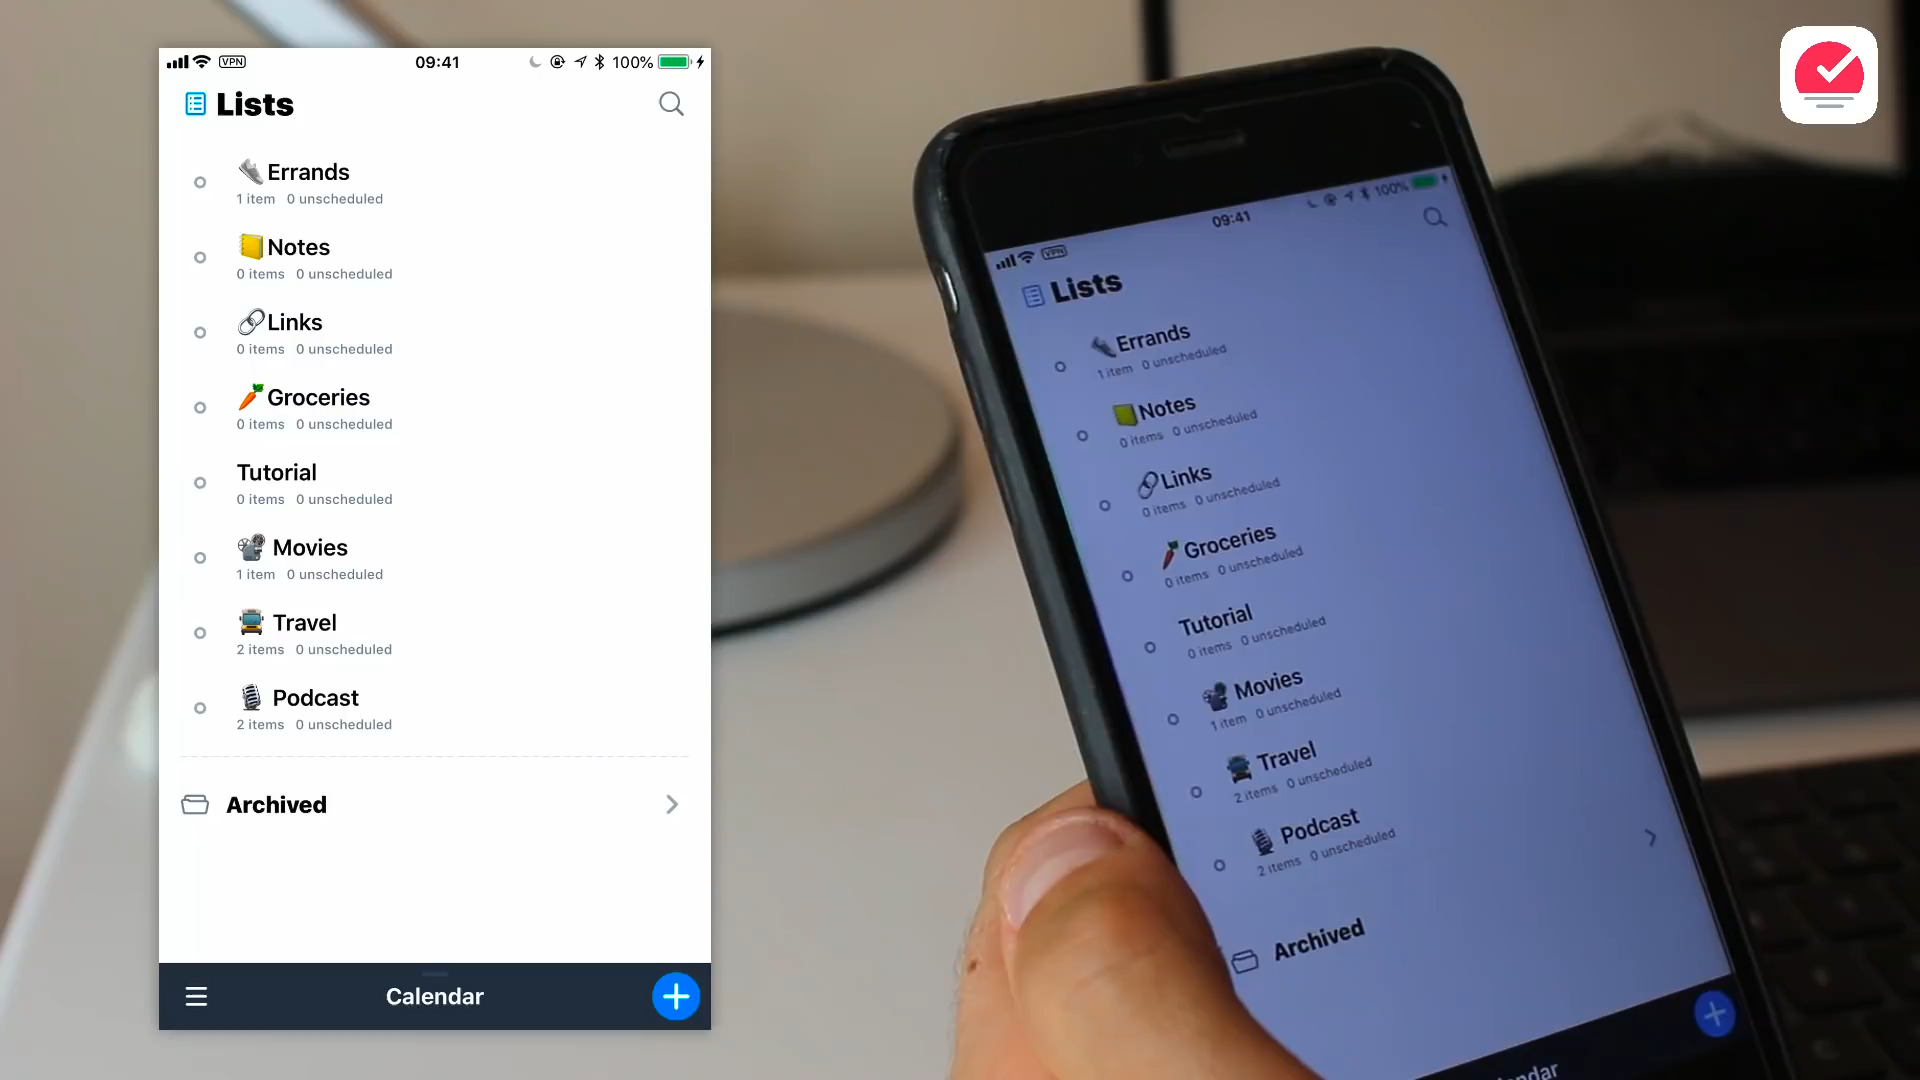 VPN 09:41 100%
Lists
Errands
1 item 0 unscheduled
Notes
0 items 0 unscheduled
Links
0 items 0 unscheduled
Groceries
0 items 0 unscheduled
Tutorial
0 items 0 unscheduled
Movies
1 item 0 unscheduled
Travel
2 items 0 unscheduled
Podcast
2 items 0 unscheduled
Archived
Calendar
VPN 09:41 100%
Lists
Errands
1 item 0 unscheduled
Notes
0 items 0 unscheduled
Links
0 items 0 unscheduled
Groceries
0 items 0 unscheduled
Tutorial
0 items 0 unscheduled
Movies
1 item 0 unscheduled
Travel
2 items 0 unscheduled
Podcast
2 items 0 unscheduled
Archived
ndar